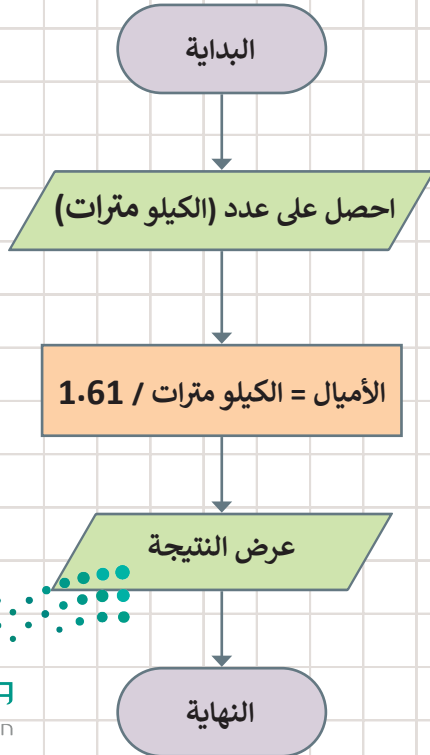 البداية
احصل على عدد (الكيلو مترات)
الأميال = الكيلو مترات / 1.61
عرض النتيجة
النهاية